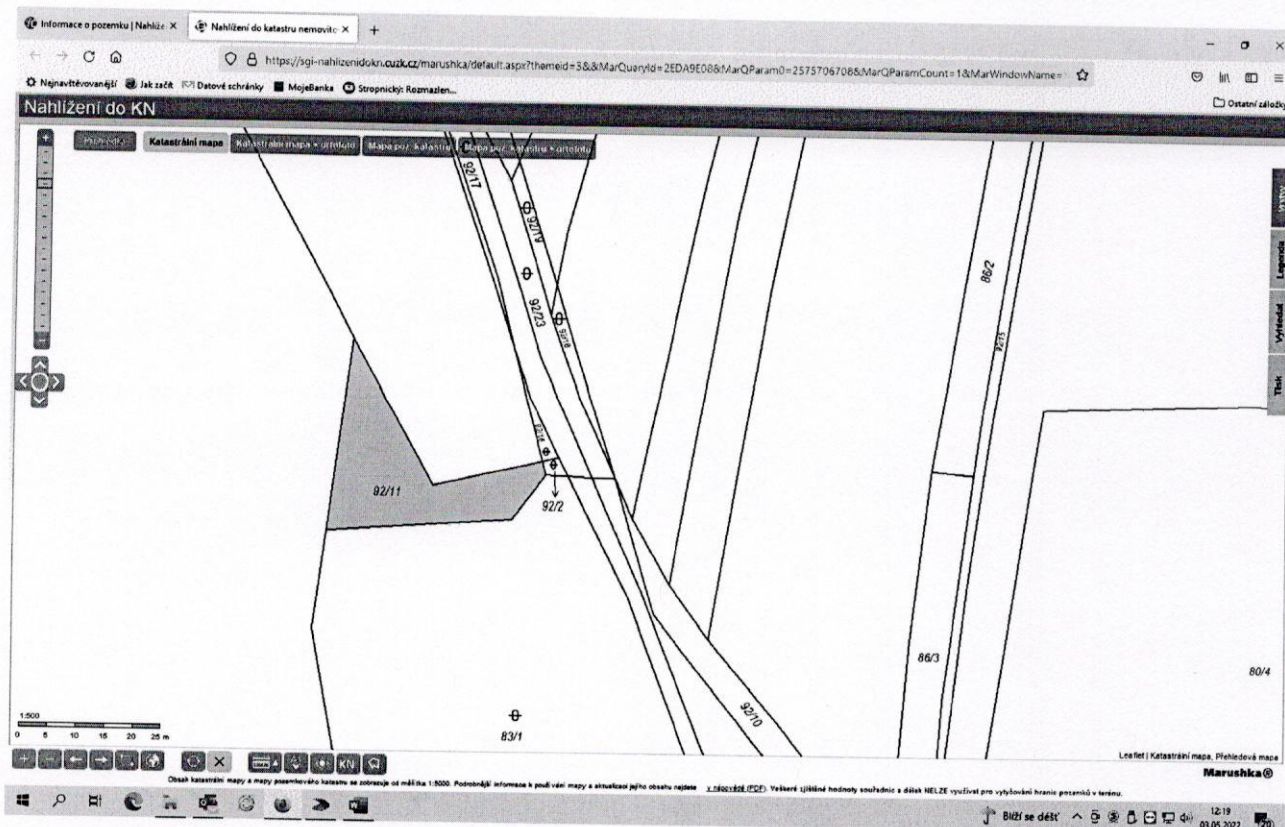 Informace o pozemku | Nahlíže
Nahlížení do katastru nemovito
https://sgi-nahlizenidokn.cuzk.cz/marushka/default.aspx?themeid=3&&MarQueryId=2EDA9E08&MarQParam0=2575706708&MarQParamCount=1&MarWindowName=
Nejnavštěvovanější Jak začít Datové schránky MojeBanka Stropnický: Rozmazlen...
Ostatní záložky
Nahlížení do KN
Katastrální mapa
Katastrální mapa + ortofoto
Mapa poz. katastru
Mapa poz. katastru + ortofoto
Legenda
Vyhledat
Tisk
92/17
92/19
92/23
86/2
92/11
92/2
86/3
80/4
92/10
83/1
1:500
0 5 10 15 20 25 m
KN
Leaflet | Katastrální mapa, Přehledová mapa
Marushka®
Obsah katastrální mapy a mapy pozemkového katastru se zobrazuje od měřítka 1:5000. Podrobnější informace k používání mapy a aktualizaci jejího obsahu najdete v nápovědě (PDF). Veškeré zjištěné hodnoty souřadnic a délek NELZE využívat pro vytyčování hranic pozemků v terénu.
Blíží se déšť
12:19
03.05.2022